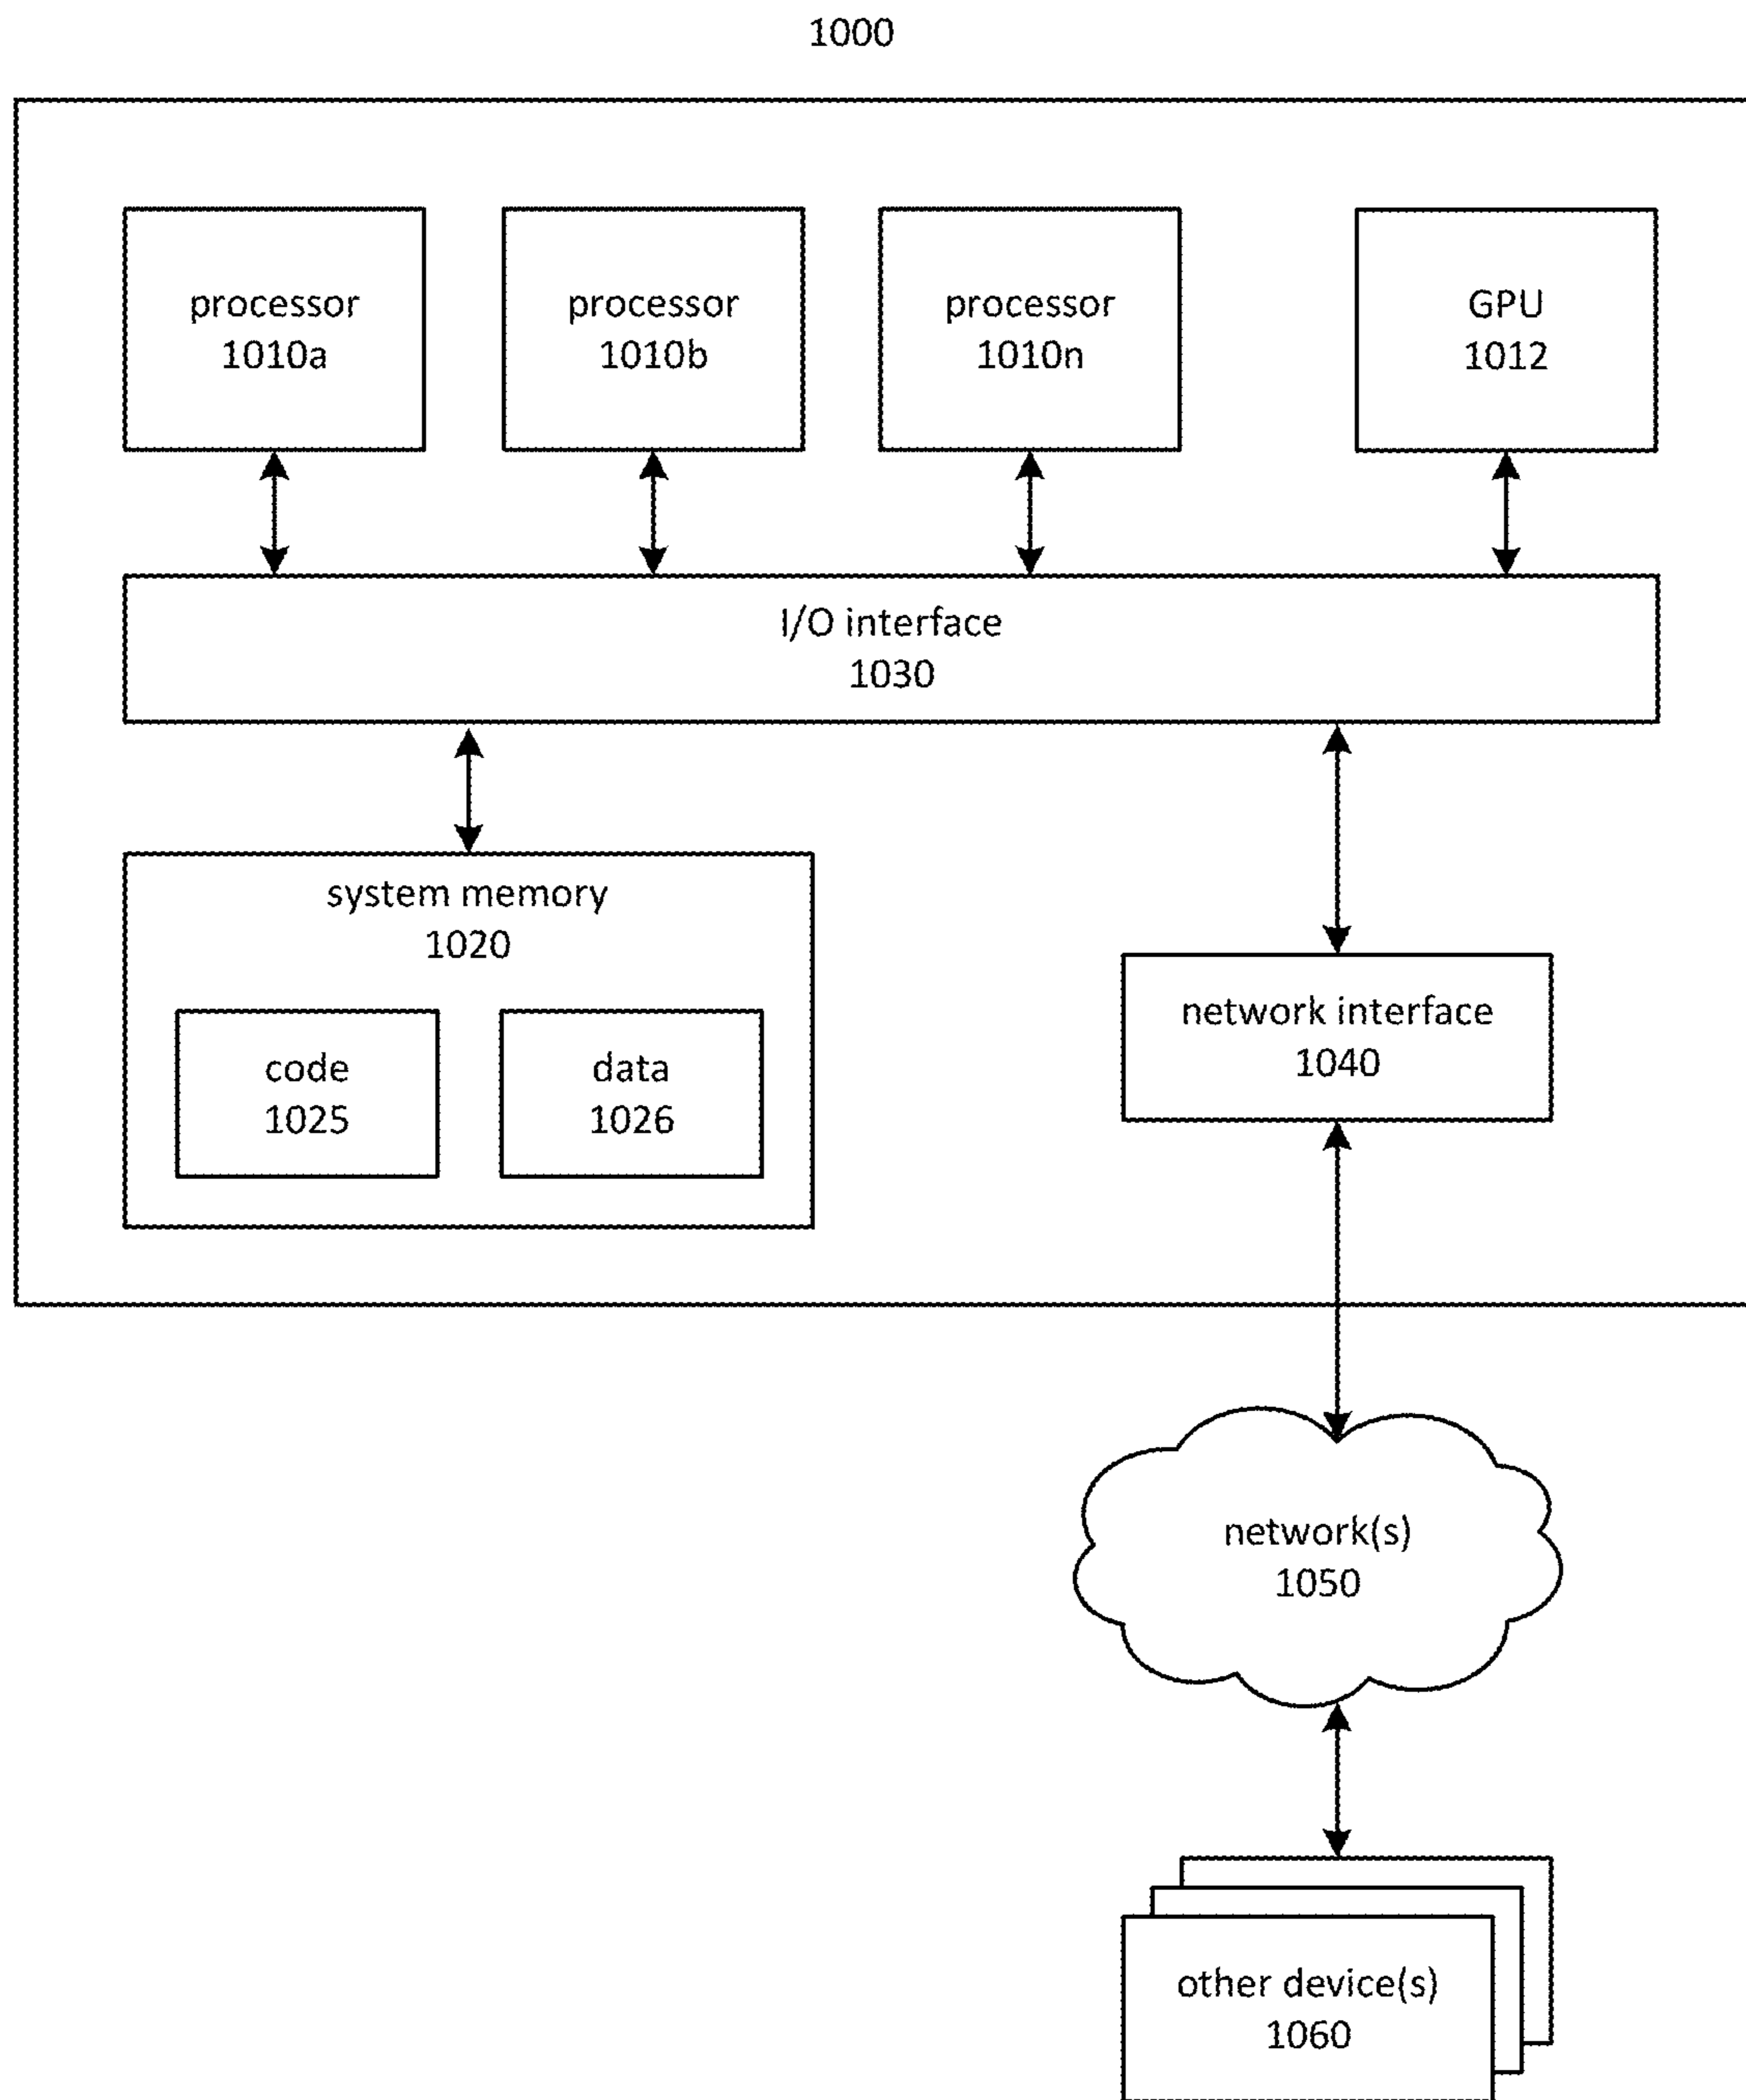 1000
processor
1010a
processor
1010b
processor
1010n
GPU
1012
I/O interface
1030
system memory
1020
code
1025
data
1026
network interface
1040
network(s)
1050
other device(s)
1060